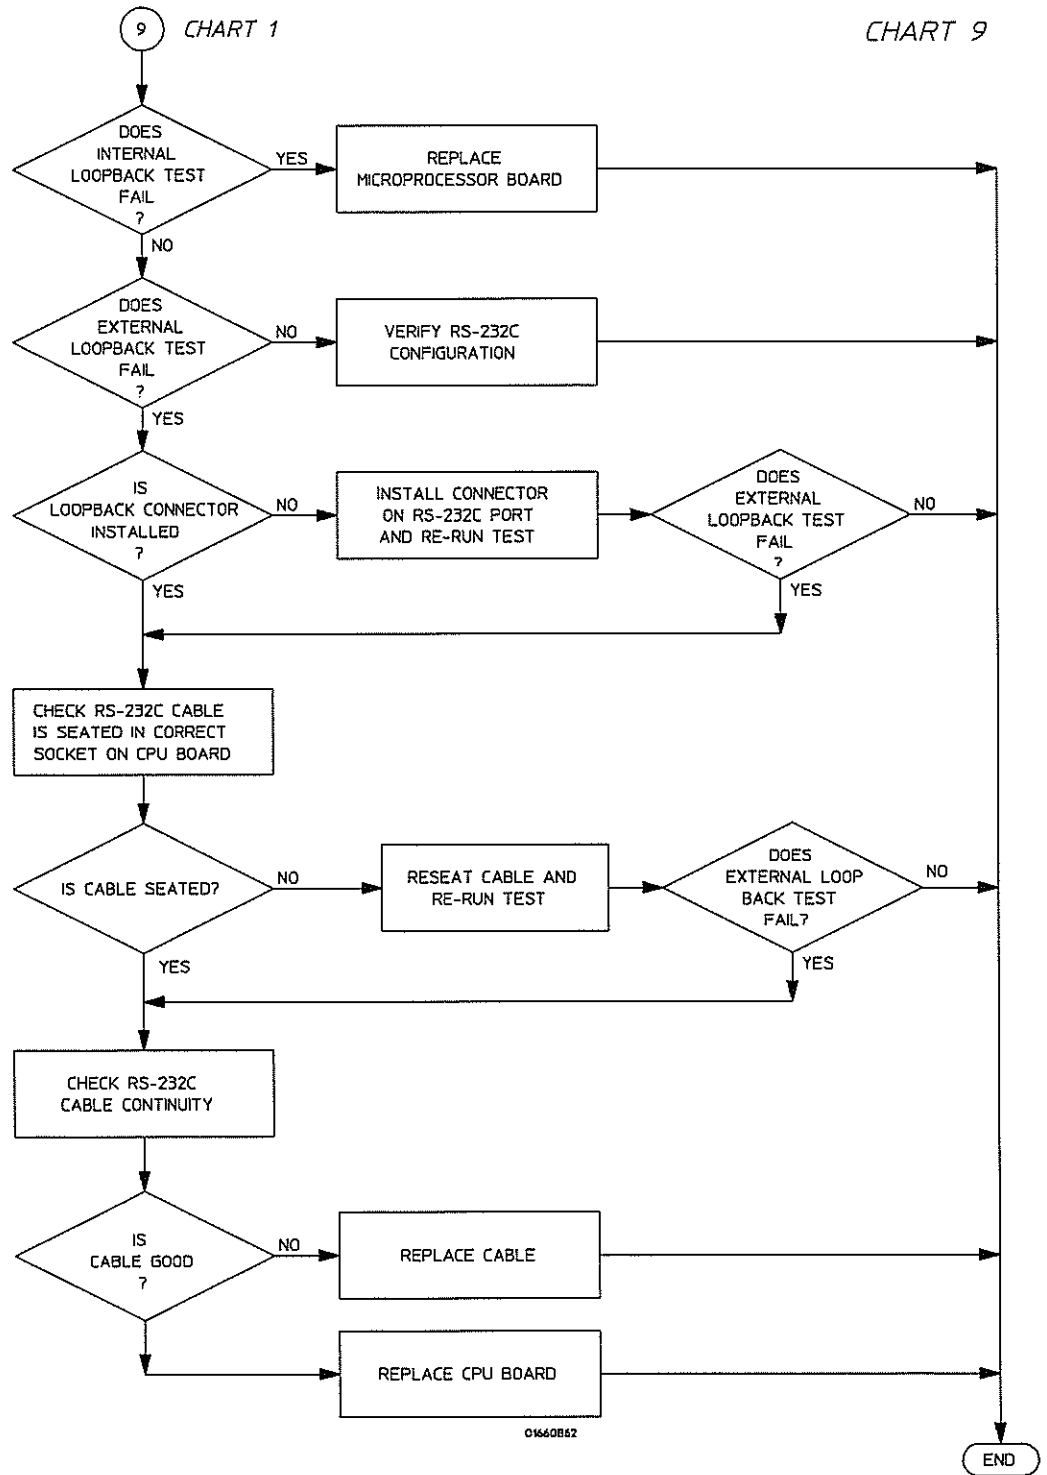 9
CHART 1
CHART 9
DOES
INTERNAL
LOOPBACK TEST
FAIL
?
YES
REPLACE
MICROPROCESSOR BOARD
NO
DOES
EXTERNAL
LOOPBACK TEST
FAIL
?
NO
VERIFY RS-232C
CONFIGURATION
YES
IS
LOOPBACK CONNECTOR
INSTALLED
?
NO
INSTALL CONNECTOR
ON RS-232C PORT
AND RE-RUN TEST
DOES
EXTERNAL
LOOPBACK TEST
FAIL
?
NO
YES
YES
CHECK RS-232C CABLE
IS SEATED IN CORRECT
SOCKET ON CPU BOARD
IS CABLE SEATED?
NO
RESEAT CABLE AND
RE-RUN TEST
DOES
EXTERNAL LOOP
BACK TEST
FAIL?
NO
YES
YES
CHECK RS-232C
CABLE CONTINUITY
IS
CABLE GOOD
?
NO
REPLACE CABLE
REPLACE CPU BOARD
01660B62
END